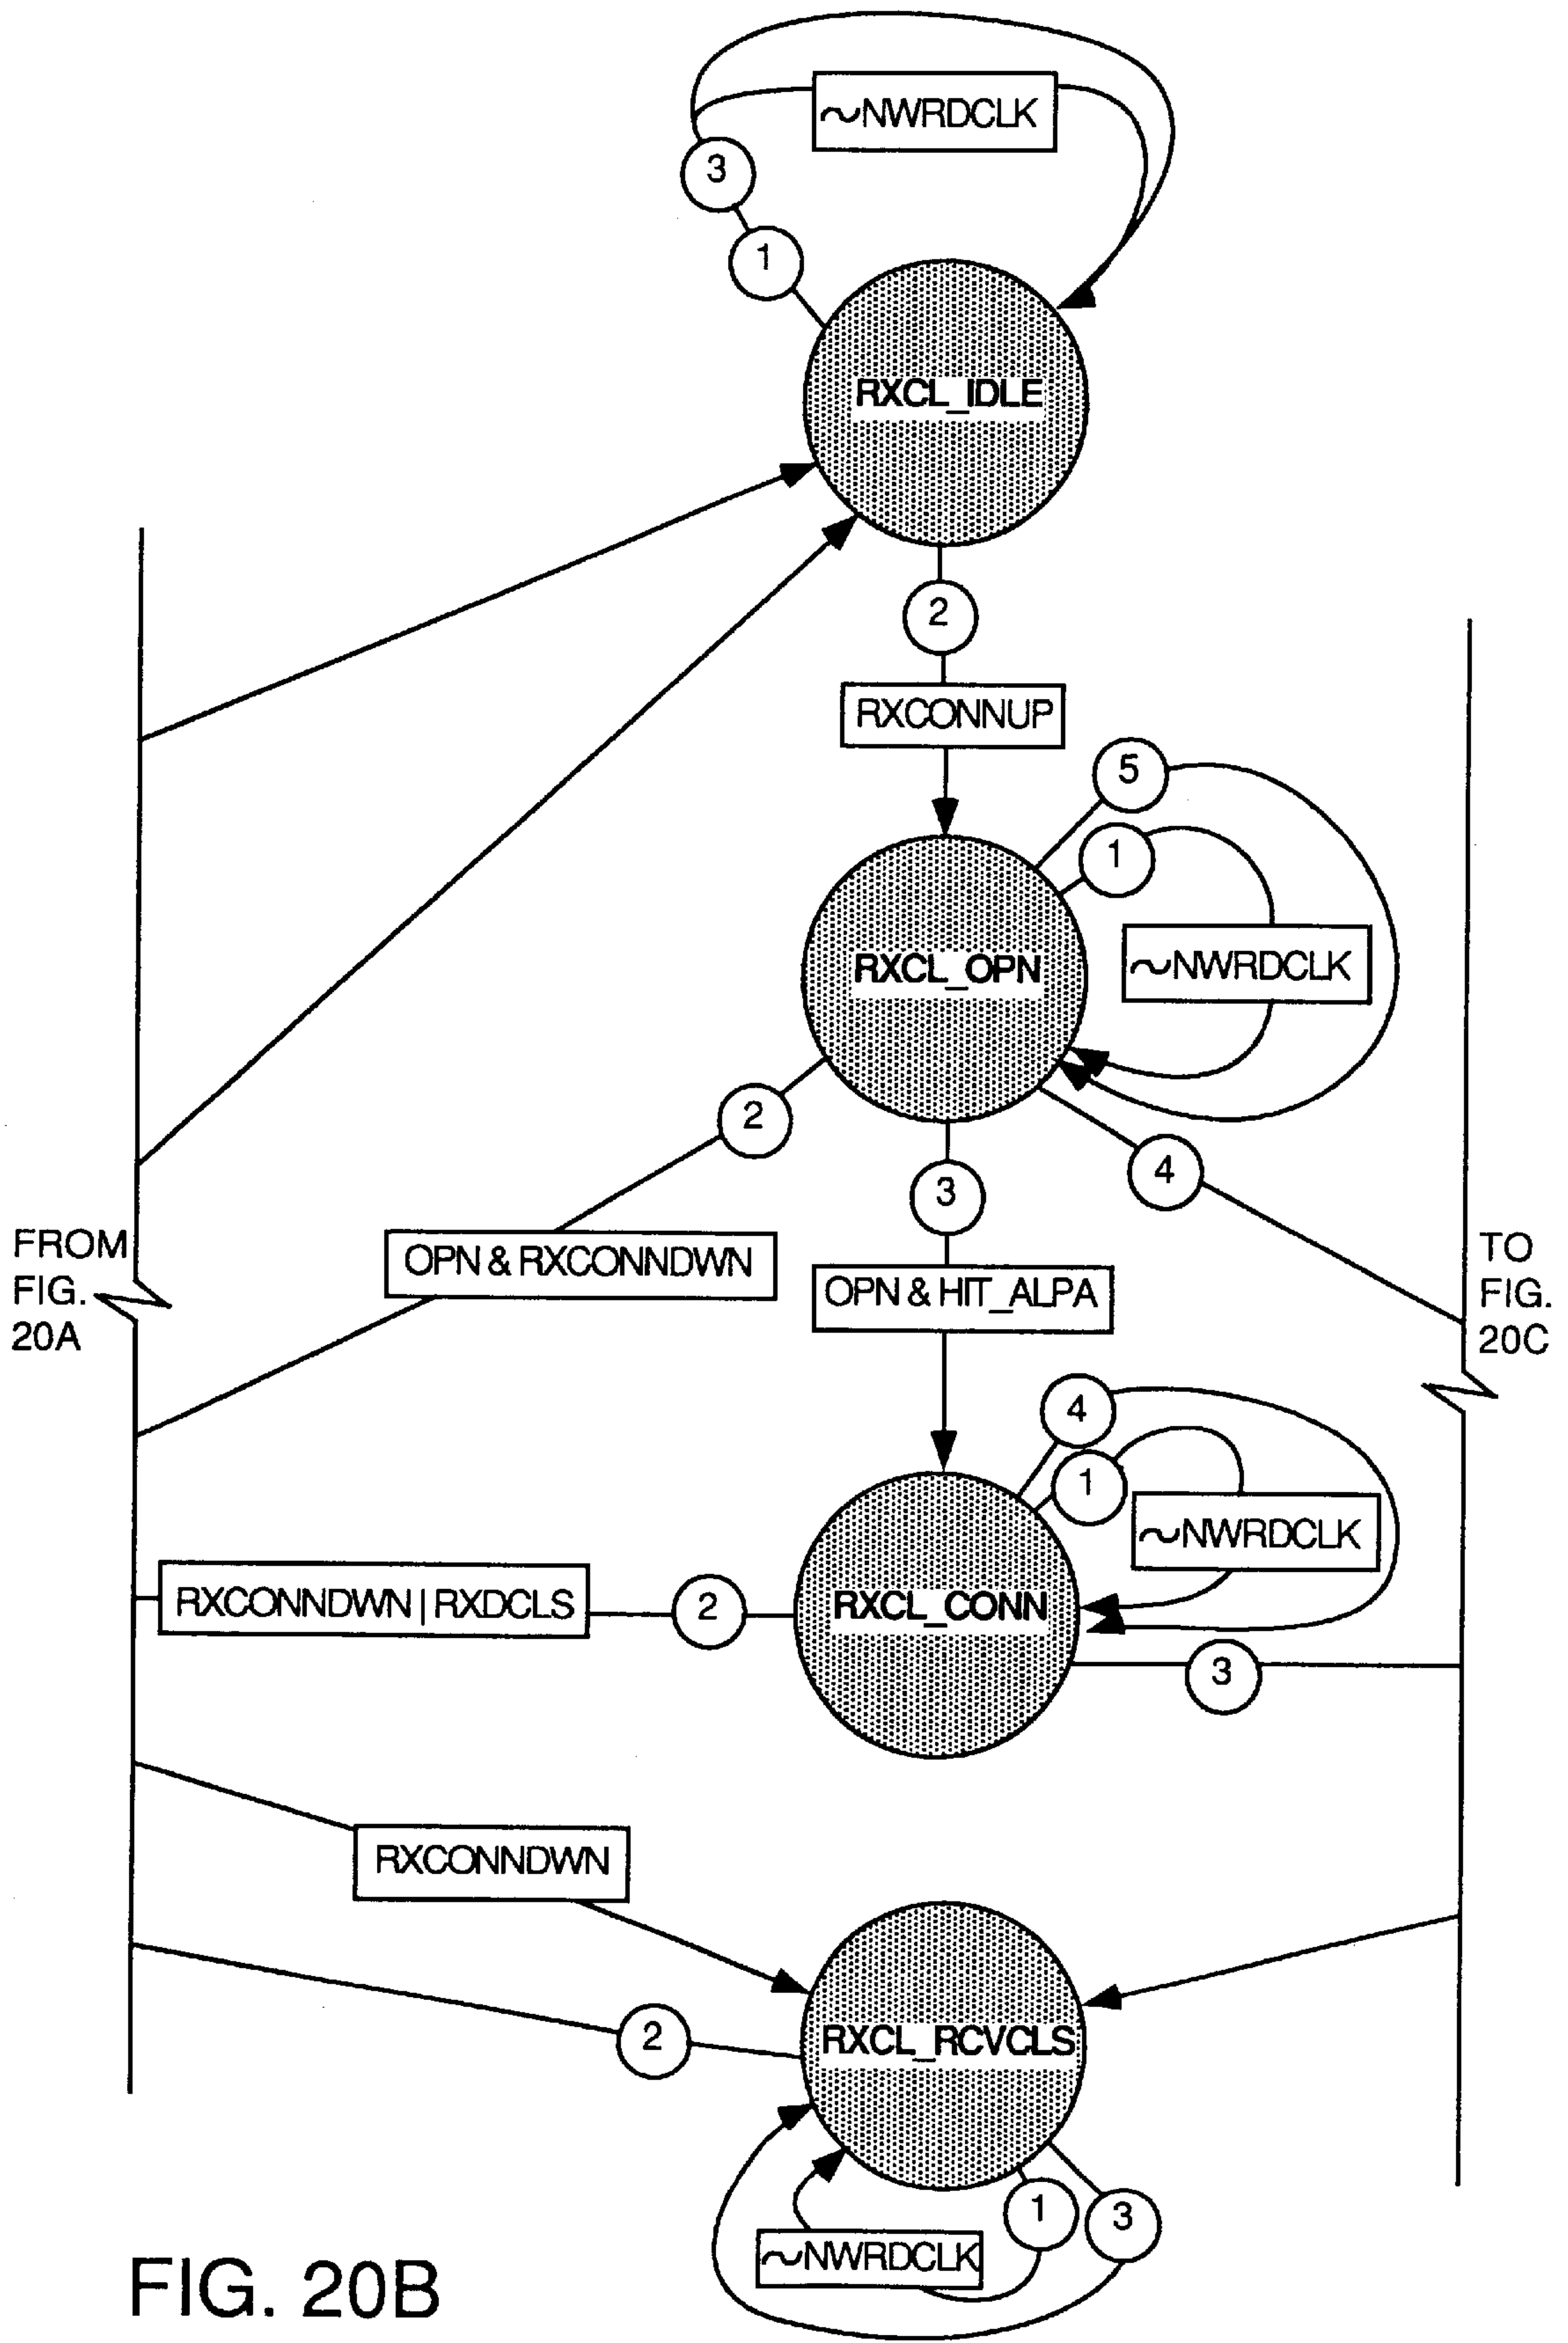 ~NWRDCLK
3
1
RXCL_IDLE
2
RXCONNUP
5
1
RXCL_OPN
~NWRDCLK
2
4
3
FROM
FIG.
20A
OPN & RXCONNDWN
OPN & HIT_ALPA
TO
FIG.
20C
4
1
~NWRDCLK
RXCONNDWN | RXDCLS
2
RXCL_CONN
3
RXCONNDWN
2
RXCL_RCVCLS
1
3
~NWRDCLK
FIG. 20B